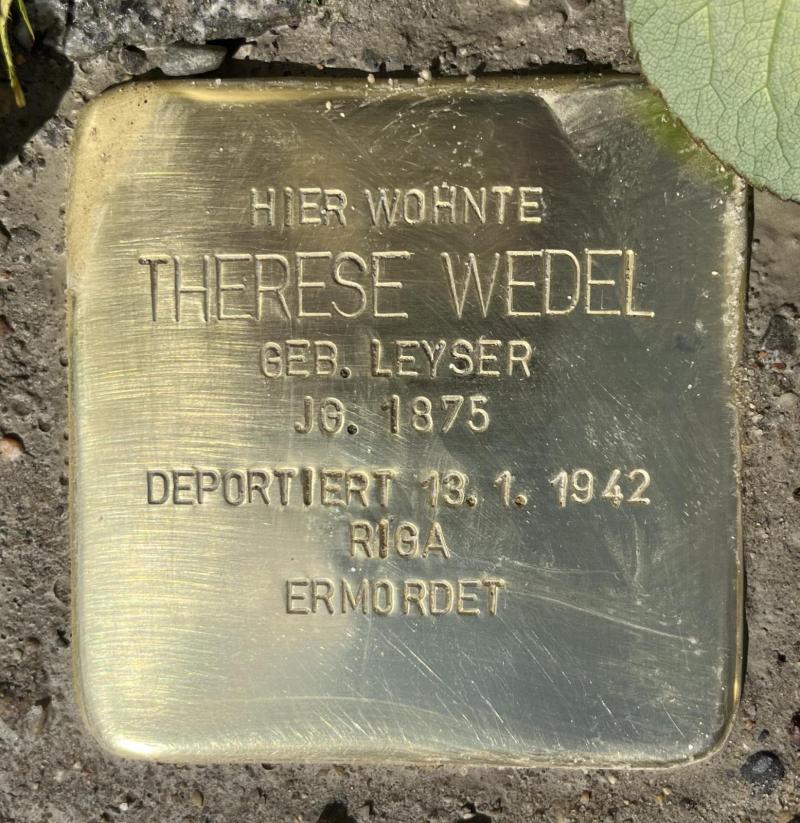 HIER WOHNTE
THERESE WEDEL
GEB. LEYSER
JG. 1875
DEPORTIERT 13. 1. 1942
RIGA
ERMORDET